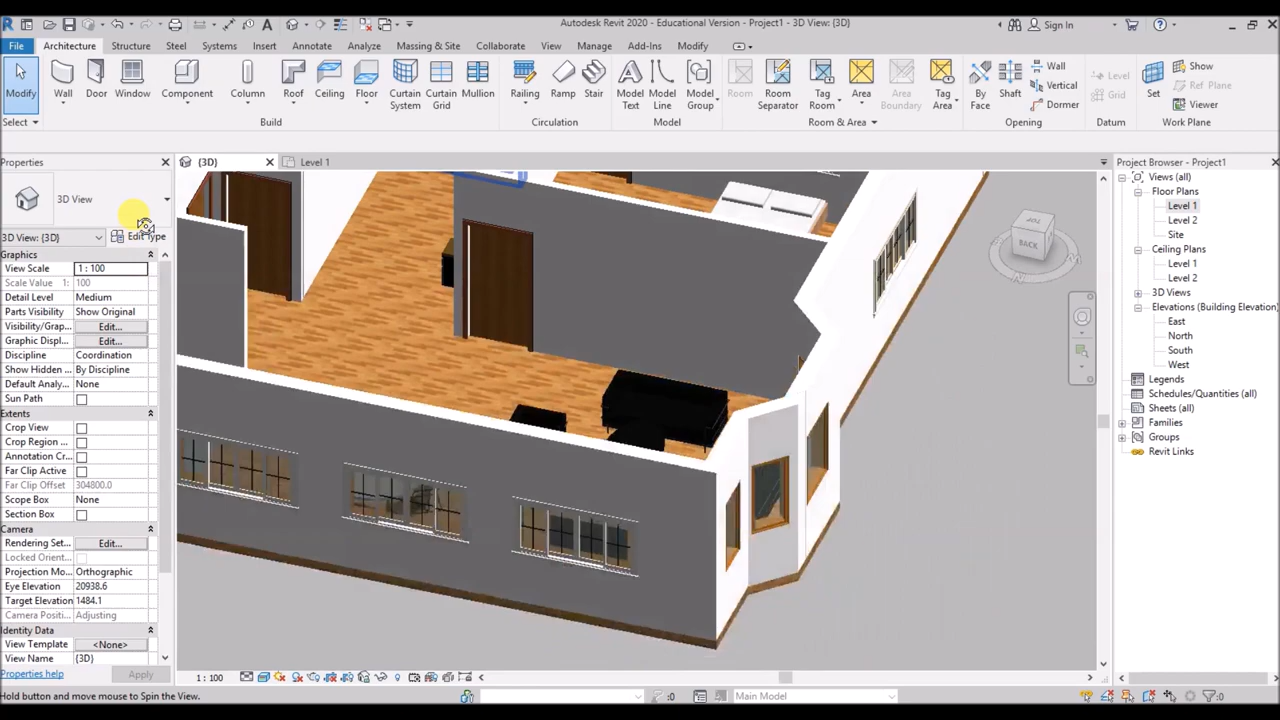 Autodesk Revit 2020 - Educational Version - Project1 - 3D View: {3D}
Sign In
File Architecture Structure Steel Systems Insert Annotate Analyze Massing & Site Collaborate View Manage Add-Ins Modify
Modify Wall Door Window Component Column Roof Ceiling Floor Curtain System Curtain Grid Mullion Railing Ramp Stair Model Text Model Line Model Group Room Room Separator Tag Room Area Area Boundary Tag Area By Face Shaft Wall Vertical Dormer Level Grid Set Show Ref Plane Viewer
Select Build Circulation Model Room & Area Opening Datum Work Plane
Properties
{3D}
Level 1
Project Browser - Project1
3D View
3D View: {3D}
Edit Type
Graphics
View Scale 1 : 100
Scale Value 1: 100
Detail Level Medium
Parts Visibility Show Original
Visibility/Grap... Edit...
Graphic Displ... Edit...
Discipline Coordination
Show Hidden ... By Discipline
Default Analy... None
Sun Path
Extents
Crop View
Crop Region ...
Annotation Cr...
Far Clip Active
Far Clip Offset 304800.0
Scope Box None
Section Box
Camera
Rendering Set... Edit...
Locked Orient...
Projection Mo... Orthographic
Eye Elevation 20938.6
Target Elevation 1484.1
Camera Positi... Adjusting
Identity Data
View Template <None>
View Name {3D}
Properties help
Apply
TOP
BACK
N
Views (all)
Floor Plans
Level 1
Level 2
Site
Ceiling Plans
Level 1
Level 2
3D Views
Elevations (Building Elevation)
East
North
South
West
Legends
Schedules/Quantities (all)
Sheets (all)
Families
Groups
Revit Links
1 : 100
Hold button and move mouse to Spin the View.
:0
Main Model
:0